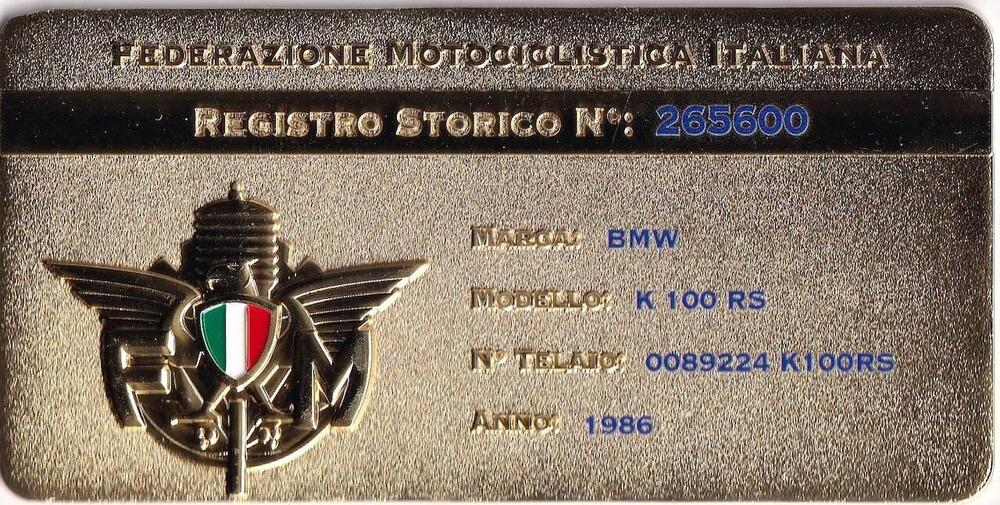 FEDERAZIONE MOTOCICLISTICA ITALIANA
REGISTRO STORICO N°: 265600
MARCA: BMW
MODELLO: K 100 RS
N° TELAIO: 0089224 K100RS
ANNO: 1986
F M